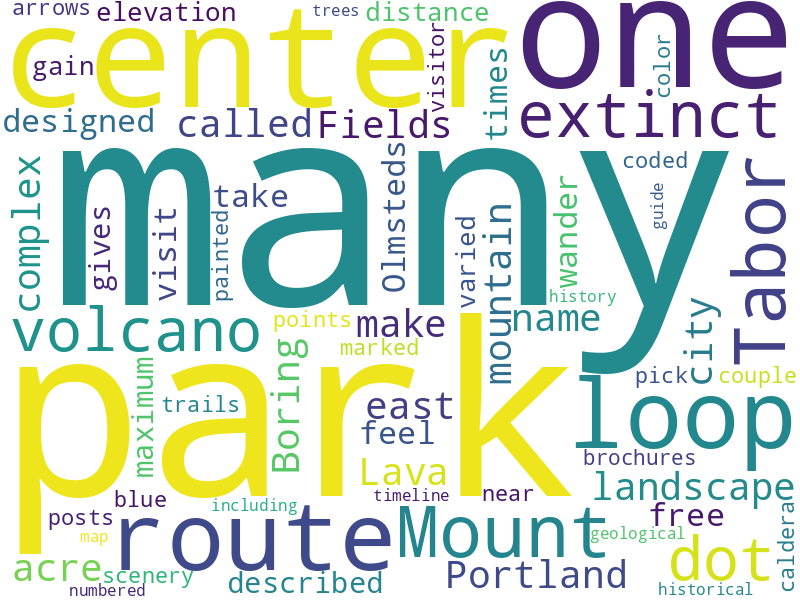 arrows
elevation
trees
distance
center
one
gain
visitor
times
color
designed
called
Fields
extinct
many
complex
gives
visit
take
painted
Olmsteds
varied
mountain
wander
coded
guide
Tabor
history
volcano
points
make
name
city
marked
park
maximum
trails
Boring
east
feel
Lava
pick
couple
loop
brochures
landscape
blue
including
timeline
near
posts
map
route
Mount
free
geological
dot
caldera
acre
scenery
numbered
described
Portland
historical